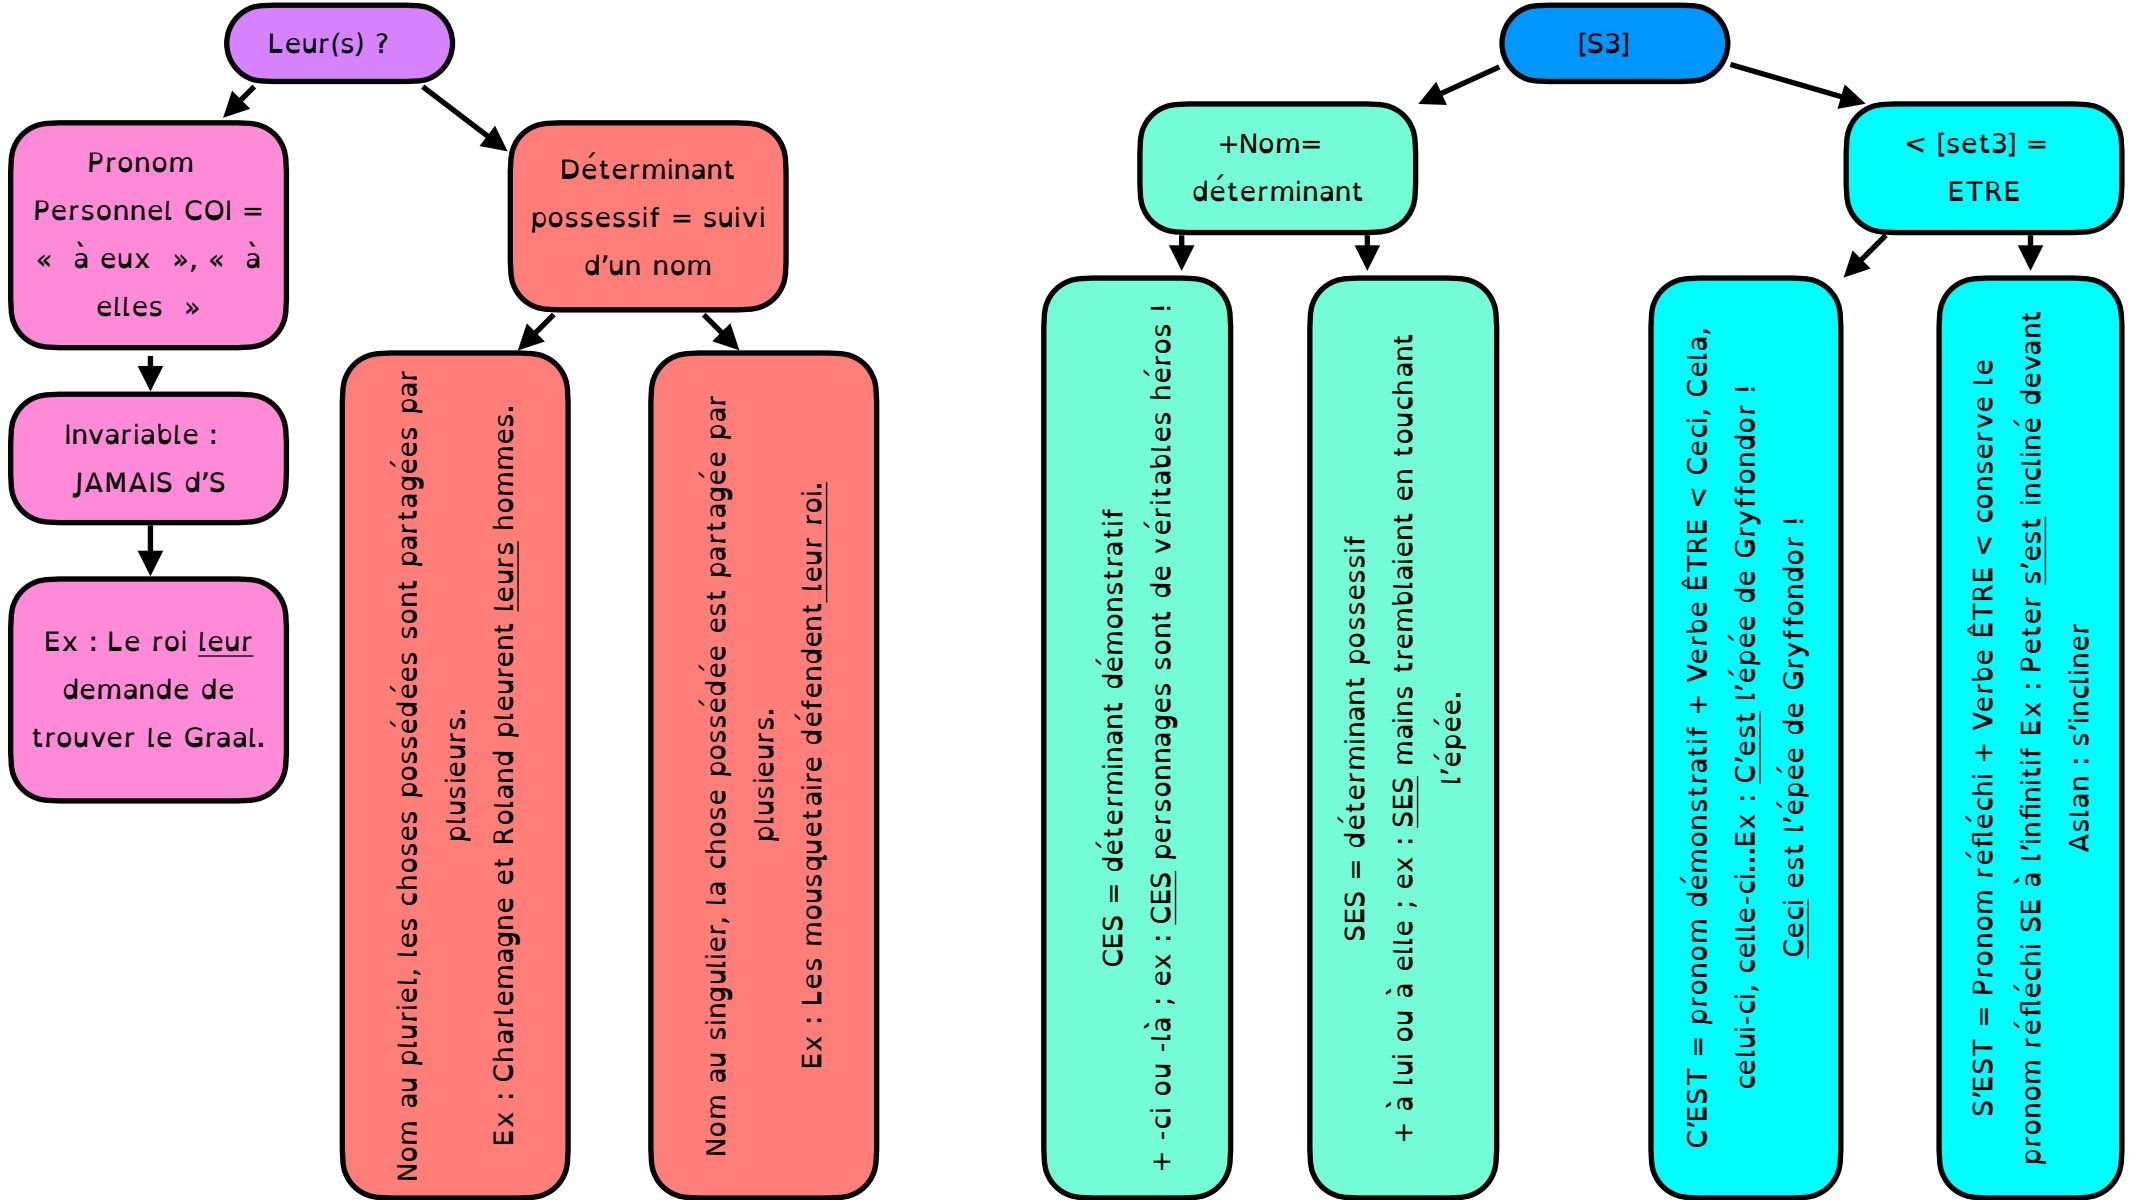 Leur(s) ?
Pronom
Personnel COI =
«  à eux  », «  à
elles  »
Invariable :
JAMAIS d’S
Ex : Le roi leur
demande de
trouver le Graal.
Déterminant
possessif = suivi
d’un nom
Nom au pluriel, les choses possédées sont partagées par
plusieurs.
Ex : Charlemagne et Roland pleurent leurs hommes.
Nom au singulier, la chose possédée est partagée par
plusieurs.
Ex : Les mousquetaire défendent leur roi.
[S3]
+Nom=
déterminant
CES = déterminant démonstratif
+ -ci ou -là ; ex : CES personnages sont de véritables héros !
SES = déterminant possessif
+ à lui ou à elle ; ex : SES mains tremblaient en touchant
l’épée.
< [set3] =
ETRE
C’EST = pronom démonstratif + Verbe ÊTRE < Ceci, Cela,
celui-ci, celle-ci...Ex : C’est l’épée de Gryffondor !
Ceci est l’épée de Gryffondor !
S’EST = Pronom réfléchi + Verbe ÊTRE < conserve le
pronom réfléchi SE à l’infinitif Ex : Peter s’est incliné devant
Aslan : s’incliner